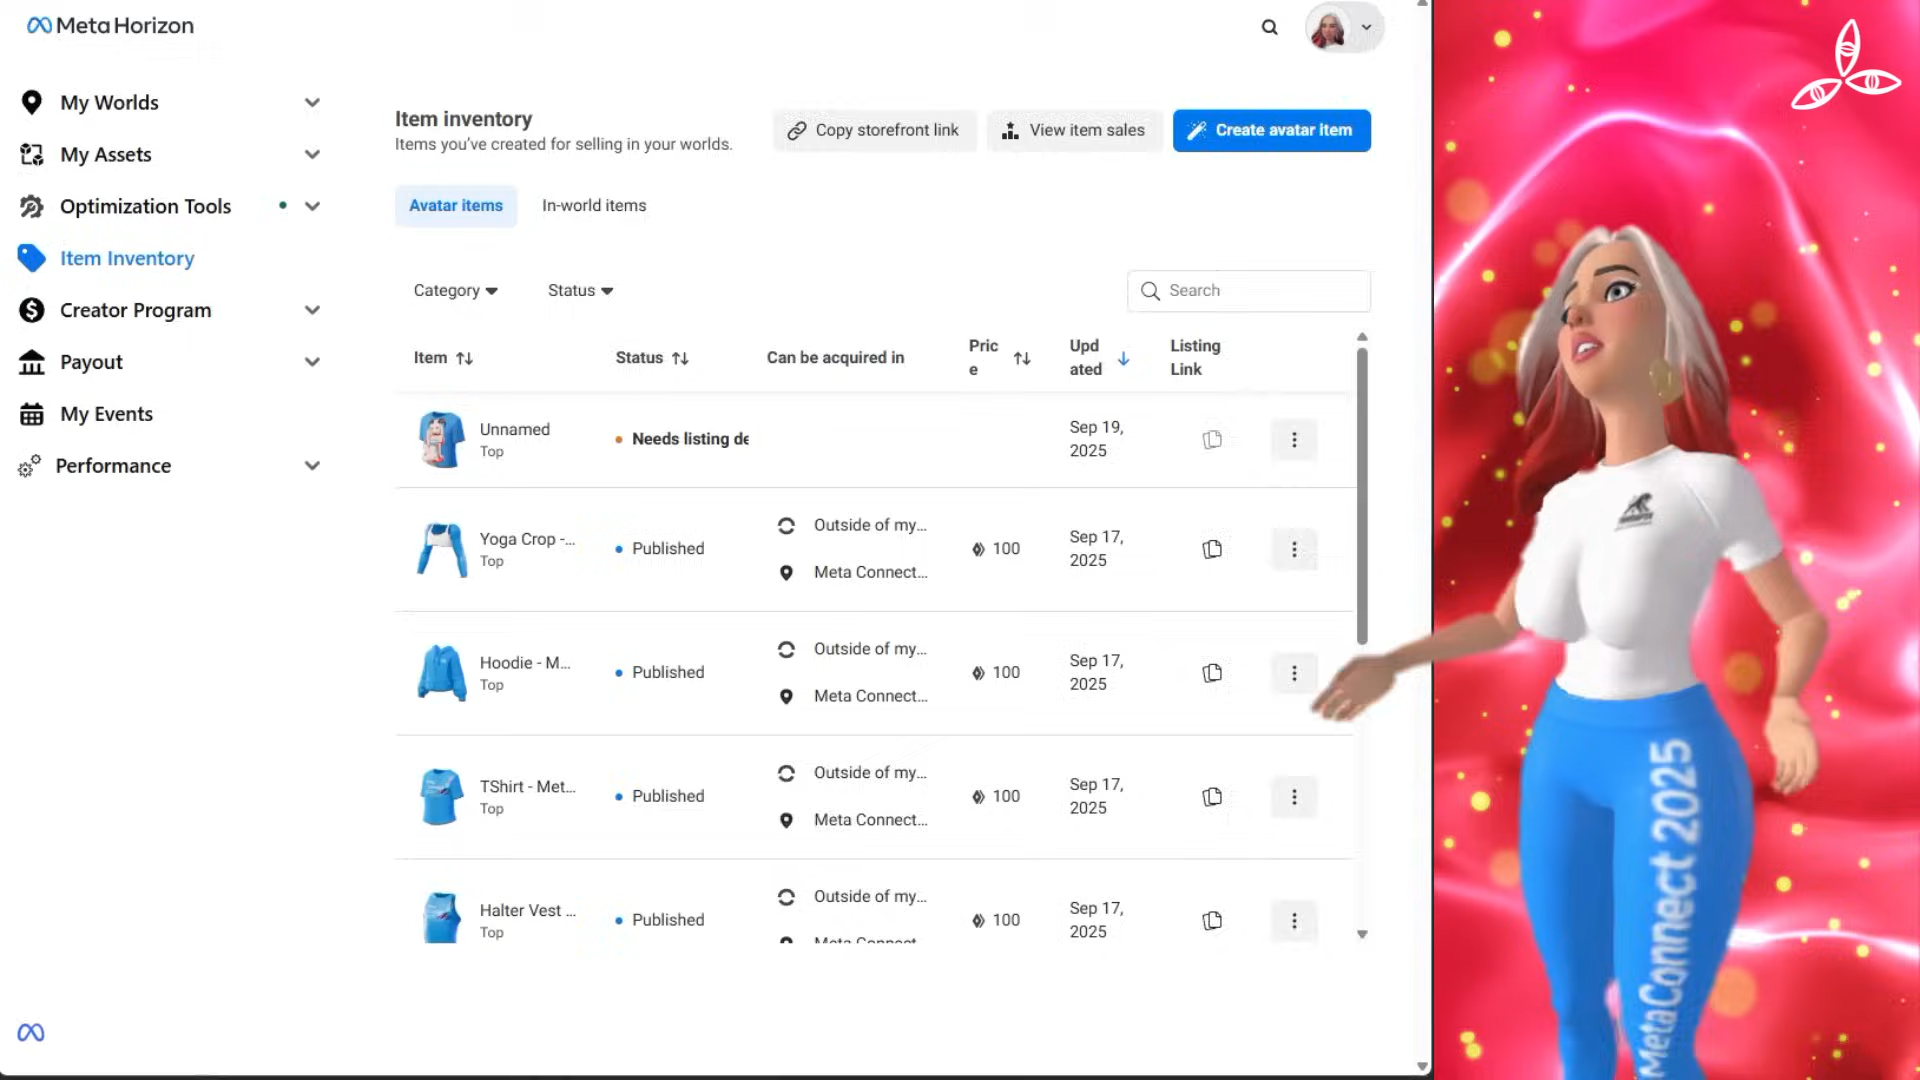 Meta Horizon
My Worlds
My Assets
Optimization Tools
Item Inventory
Creator Program
Payout
My Events
Performance
Item inventory
Items you've created for selling in your worlds.
Copy storefront link
View item sales
Create avatar item
Avatar items
In-world items
Category
Status
Search
Item
Status
Can be acquired in
Pric
e
Upd
ated
Listing
Link
Unnamed
Top
Needs listing de
Sep 19,
2025
Yoga Crop -...
Top
Published
Outside of my...
Meta Connect...
100
Sep 17,
2025
Hoodie - M...
Top
Published
Outside of my...
Meta Connect...
100
Sep 17,
2025
TShirt - Met...
Top
Published
Outside of my...
Meta Connect...
100
Sep 17,
2025
Halter Vest ...
Top
Published
Outside of my...
Meta Connect
100
Sep 17,
2025
MetaConnect 2025